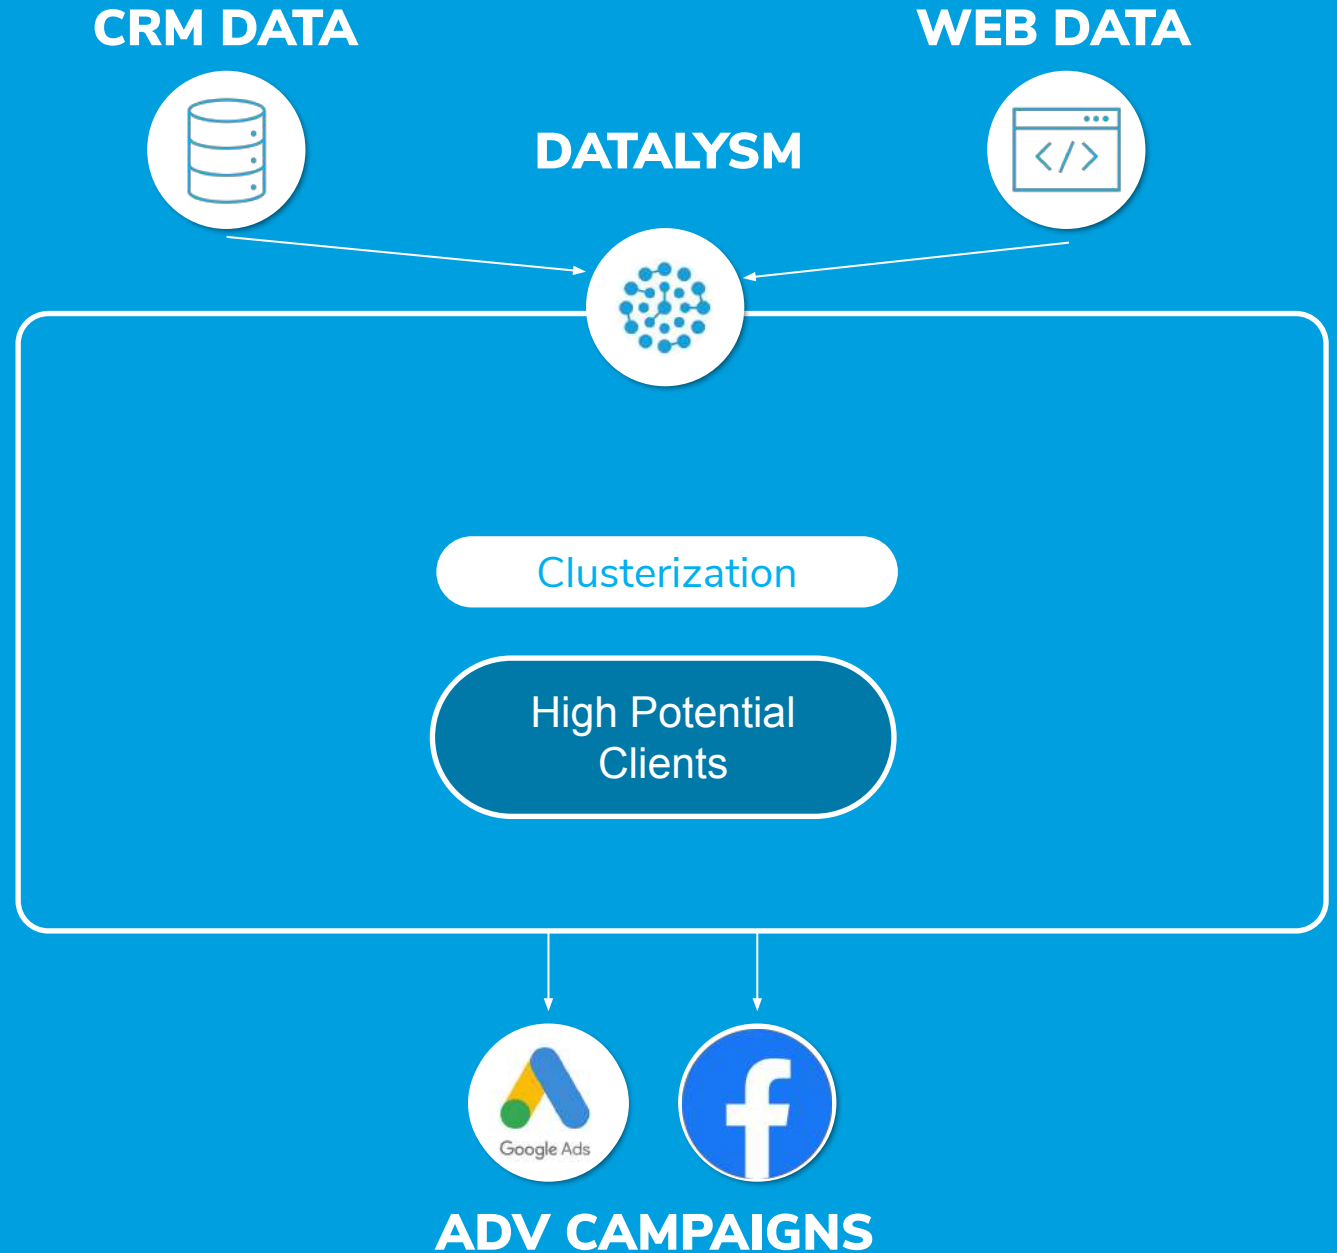 CRM DATA
WEB DATA
DATALYSM
</>
Clusterization
High Potential
Clients
Google Ads
ADV CAMPAIGNS